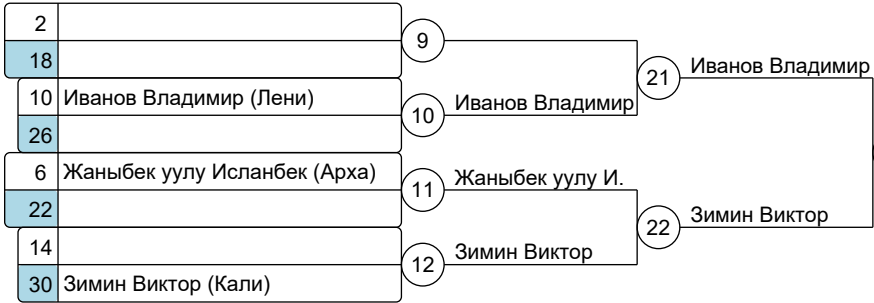 2
18
9
10 Иванов Владимир (Лени)
26
10
Иванов Владимир
21
Иванов Владимир
6 Жаныбек уулу Исланбек (Арха)
22
11
Жаныбек уулу И.
14
30 Зимин Виктор (Кали)
12
Зимин Виктор
22
Зимин Виктор